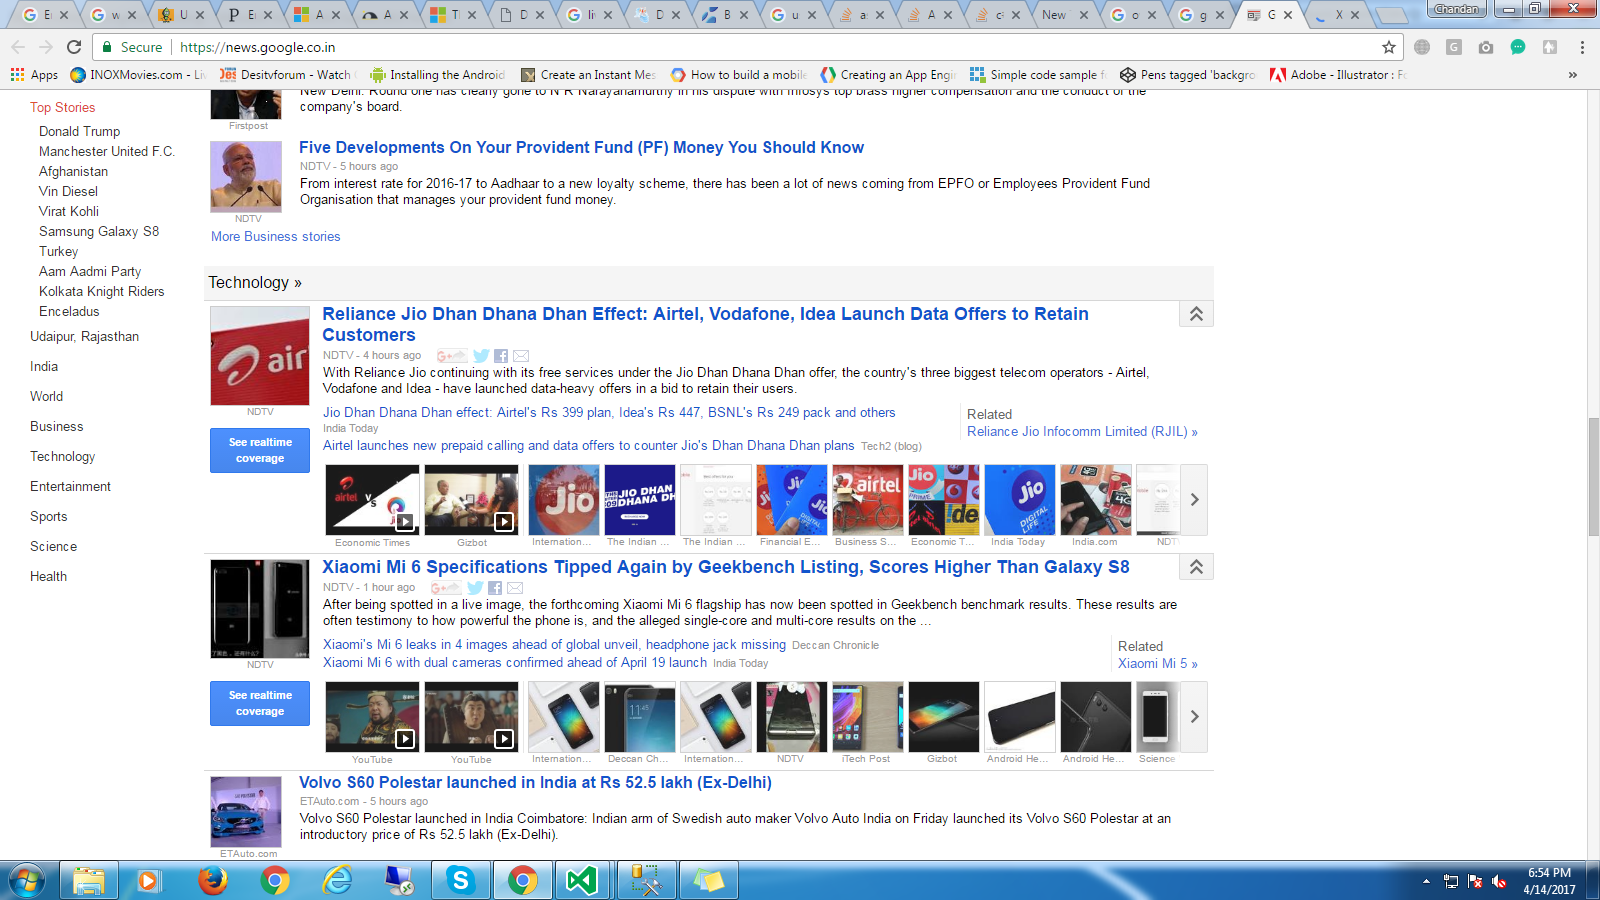 Chandan
Secure
https://news.google.co.in
Apps
INOXMovies.com - Liv
Desitvforum - Watch
Installing the Android
Create an Instant Mes
How to build a mobile
Creating an App Engi
Simple code sample f
Pens tagged 'backgro
Adobe - Illustrator : Fo
Top Stories
Donald Trump
Manchester United F.C.
Afghanistan
Vin Diesel
Virat Kohli
Samsung Galaxy S8
Turkey
Aam Aadmi Party
Kolkata Knight Riders
Enceladus
Udaipur, Rajasthan
India
World
Business
Technology
Entertainment
Sports
Science
Health
New Delhi: Round one has clearly gone to N R Narayanamurthy in his dispute with Infosys top brass higher compensation and the conduct of the
company's board.
Firstpost
Five Developments On Your Provident Fund (PF) Money You Should Know
NDTV - 5 hours ago
From interest rate for 2016-17 to Aadhaar to a new loyalty scheme, there has been a lot of news coming from EPFO or Employees Provident Fund
Organisation that manages your provident fund money.
NDTV
More Business stories
Technology »
Reliance Jio Dhan Dhana Dhan Effect: Airtel, Vodafone, Idea Launch Data Offers to Retain
Customers
NDTV - 4 hours ago
With Reliance Jio continuing with its free services under the Jio Dhan Dhana Dhan offer, the country's three biggest telecom operators - Airtel,
Vodafone and Idea - have launched data-heavy offers in a bid to retain their users.
NDTV
Jio Dhan Dhana Dhan effect: Airtel's Rs 399 plan, Idea's Rs 447, BSNL's Rs 249 pack and others
India Today
Airtel launches new prepaid calling and data offers to counter Jio's Dhan Dhana Dhan plans Tech2 (blog)
Related
Reliance Jio Infocomm Limited (RJIL) »
See realtime
coverage
Economic Times
Gizbot
Internation...
The Indian ...
The Indian ...
Financial E...
Business S...
Economic T...
India Today
India.com
NDTV
Xiaomi Mi 6 Specifications Tipped Again by Geekbench Listing, Scores Higher Than Galaxy S8
NDTV - 1 hour ago
After being spotted in a live image, the forthcoming Xiaomi Mi 6 flagship has now been spotted in Geekbench benchmark results. These results are
often testimony to how powerful the phone is, and the alleged single-core and multi-core results on the ...
NDTV
Xiaomi's Mi 6 leaks in 4 images ahead of global unveil, headphone jack missing Deccan Chronicle
Xiaomi Mi 6 with dual cameras confirmed ahead of April 19 launch India Today
Related
Xiaomi Mi 5 »
See realtime
coverage
YouTube
YouTube
Internation...
Deccan Ch...
Internation...
NDTV
iTech Post
Gizbot
Android He...
Android He...
Science
Volvo S60 Polestar launched in India at Rs 52.5 lakh (Ex-Delhi)
ETAuto.com - 5 hours ago
Volvo S60 Polestar launched in India Coimbatore: Indian arm of Swedish auto maker Volvo Auto India on Friday launched its Volvo S60 Polestar at an
introductory price of Rs 52.5 lakh (Ex-Delhi).
ETAuto.com
6:54 PM
4/14/2017